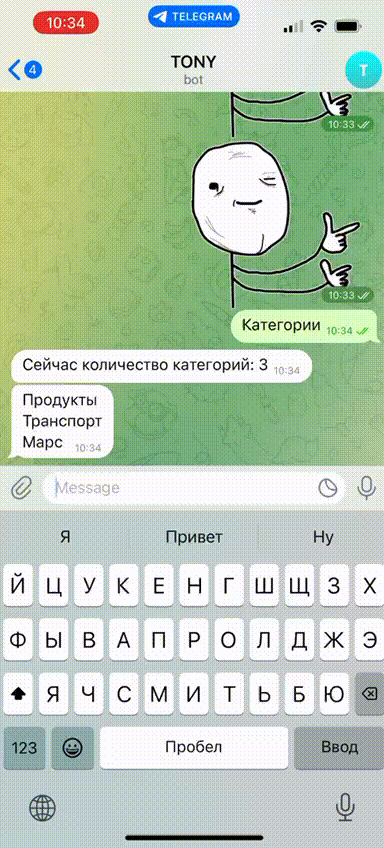 10:34
TELEGRAM
4
TONY
bot
T
10:33
10:33
Категории 10:34
Сейчас количество категорий: 3 10:34
Продукты
Транспорт
Марс 10:34
Message
Я Привет Ну
Й Ц У К Е Н Г Ш Щ З Х
Ф Ы В А П Р О Л Д Ж Э
Я Ч С М И Т Ь Б Ю
123 Пробел Ввод